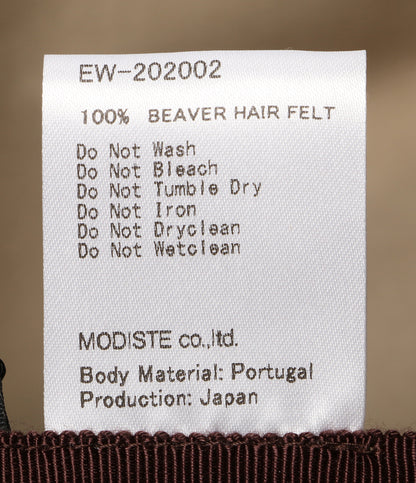 EW-202002
100% BEAVER HAIR FELT
Do Not Wash
Do Not Bleach
Do Not Tumble Dry
Do Not Iron
Do Not Dryclean
Do Not Wetclean
MODISTE co.,ltd.
Body Material: Portugal
Production: Japan